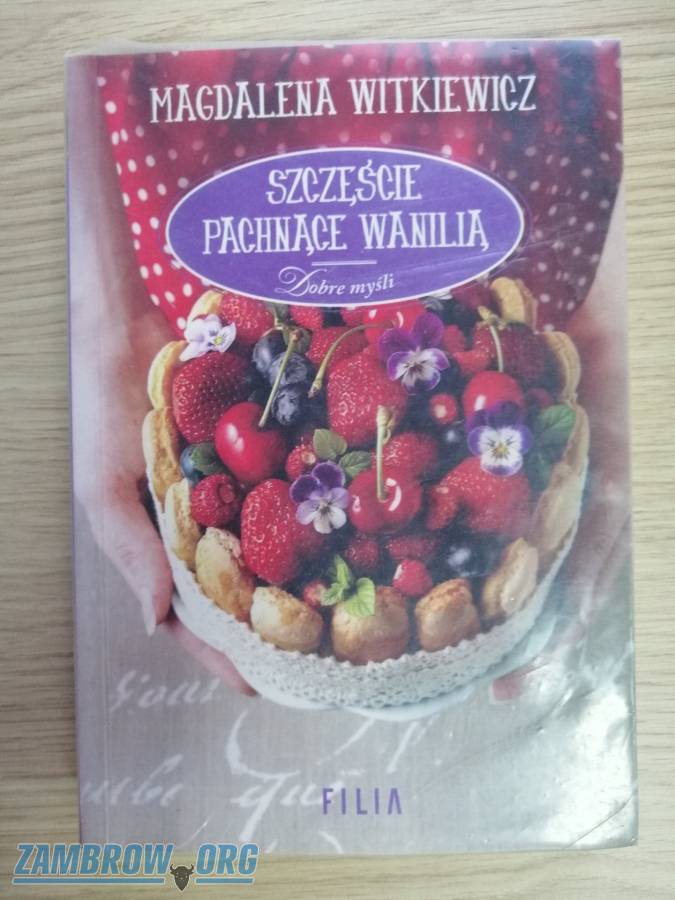 MAGDALENA WITKIEWICZ
SZCZĘŚCIE
PACHNĄCE WANILIĄ
Dobre myśli
FILIA
ZAMBROW.ORG